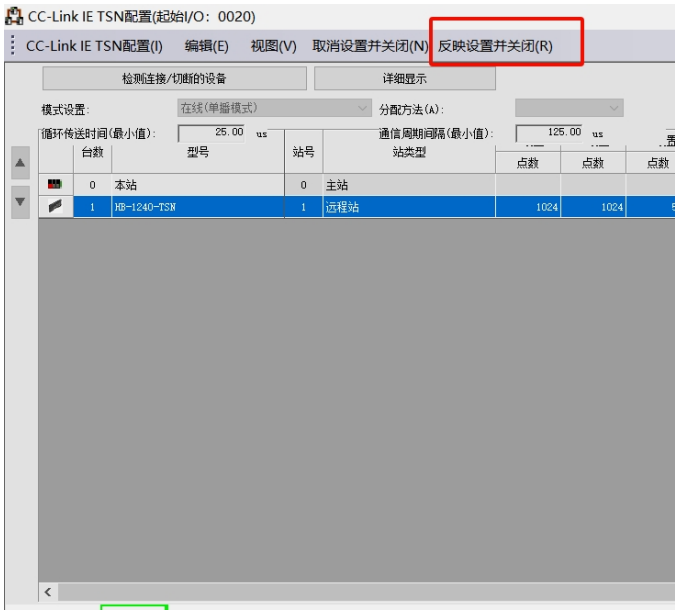 CC-Link IE TSN配置(起始I/O: 0020)
CC-Link IE TSN配置(I) 编辑(E) 视图(V) 取消设置并关闭(N) 反映设置并关闭(R)
检测连接/切断的设备 详细显示
模式设置: 在线(单播模式) 分配方法(A):
循环传送时间(最小值): 25.00 us 通信周期间隔(最小值): 125.00 us
台数 型号 站号 站类型
点数 点数 点数
0 本站 0 主站
1 HB-1240-TSN 1 远程站 1024 1024